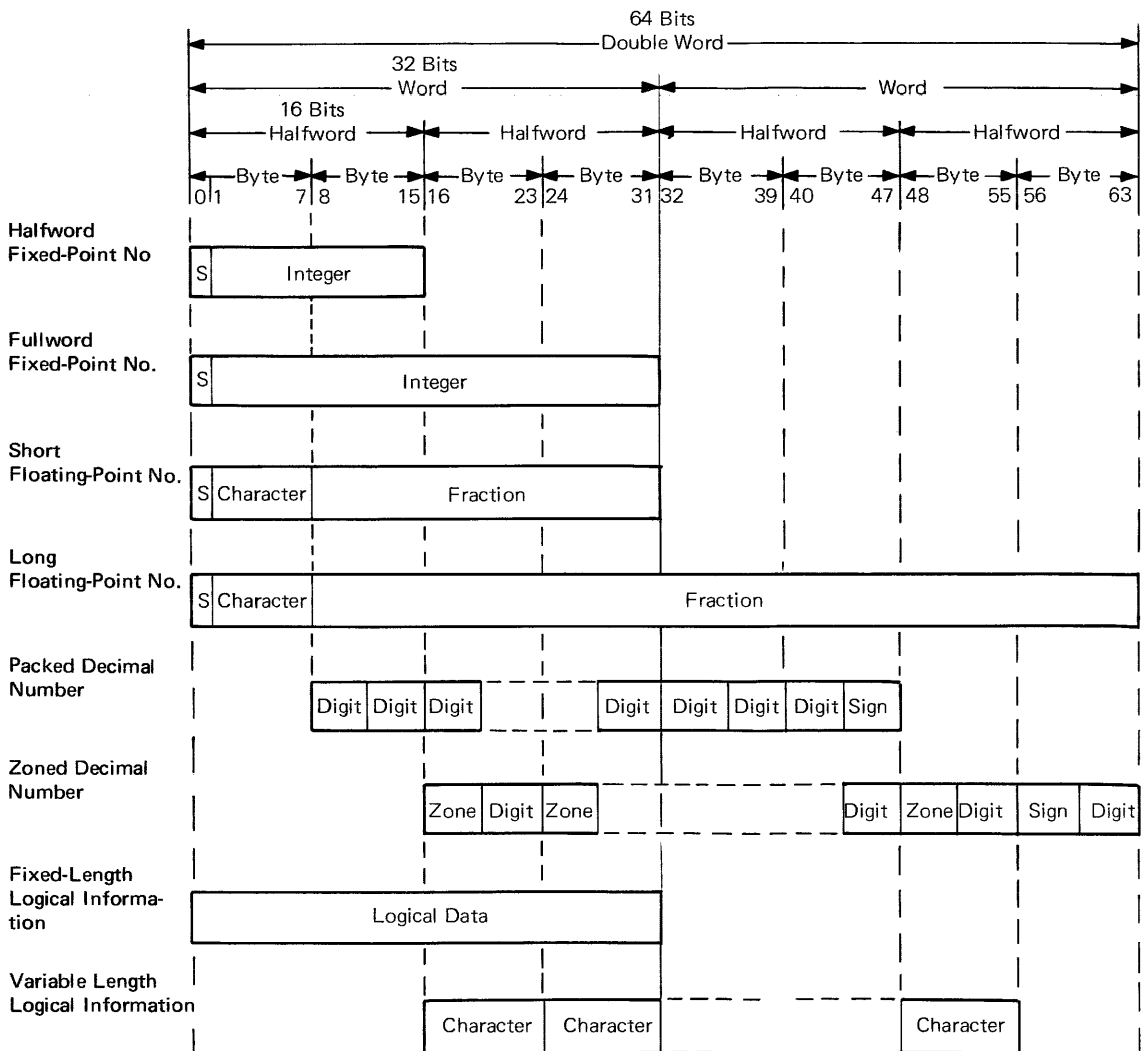 64 Bits
Double Word
32 Bits
Word Word
16 Bits
Halfword Halfword Halfword Halfword
Byte Byte Byte Byte Byte Byte Byte Byte
0 1 7 8 15 16 23 24 31 32 39 40 47 48 55 56 63
Halfword
Fixed-Point No
S Integer
Fullword
Fixed-Point No.
S Integer
Short
Floating-Point No.
S Character Fraction
Long
Floating-Point No.
S Character Fraction
Packed Decimal
Number
Digit Digit Digit Digit Digit Digit Digit Sign
Zoned Decimal
Number
Zone Digit Zone Digit Zone Digit Sign Digit
Fixed-Length
Logical Informa-
tion
Logical Data
Variable Length
Logical Information
Character Character Character